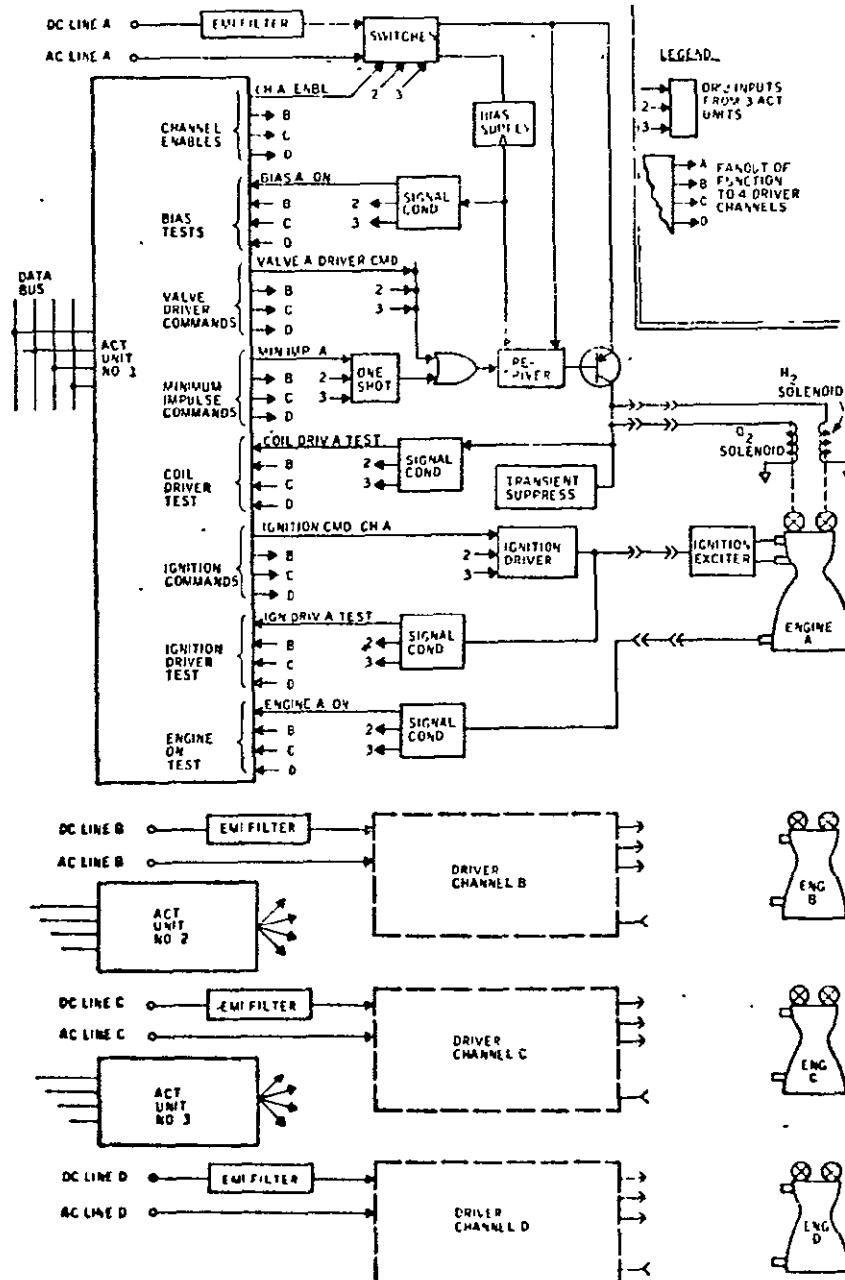 DC LINE A
EMI FILTER
SWITCHES
AC LINE A
CH A ENBL
2 3
CHANNEL
ENABLES
B
C
D
BIAS
SUPPLY
BIAS A ON
BIAS
TESTS
B
C
D
2
3
SIGNAL
COND
VALVE A DRIVER CMD
VALVE
DRIVER
COMMANDS
B
C
D
2
3
DATA
BUS
ACT
UNIT
NO 1
MIN IMP A
MINIMUM
IMPULSE
COMMANDS
B
C
D
2
3
ONE
SHOT
COIL DRIV A TEST
COIL
DRIVER
TEST
B
C
D
2
3
SIGNAL
COND
TRANSIENT
SUPPRESS
IGNITION CMD CH A
IGNITION
COMMANDS
B
C
D
2
3
IGNITION
DRIVER
IGNITION
EXCITER
IGN DRIV A TEST
IGNITION
DRIVER
TEST
B
C
D
2
3
SIGNAL
COND
ENGINE A ON
ENGINE
ON
TEST
B
C
D
2
3
SIGNAL
COND
LEGEND
2
3
INPUTS
FROM 3 ACT
UNITS
A
B
C
D
FANOUT OF
FUNCTION
TO 4 DRIVER
CHANNELS
H2
SOLENOID
O2
SOLENOID
ENGINE
A
DC LINE B
EMI FILTER
AC LINE B
DRIVER
CHANNEL B
ENG
B
ACT
UNIT
NO 2
DC LINE C
EMI FILTER
AC LINE C
DRIVER
CHANNEL C
ENG
C
ACT
UNIT
NO 3
DC LINE D
EMI FILTER
AC LINE D
DRIVER
CHANNEL D
ENG
D